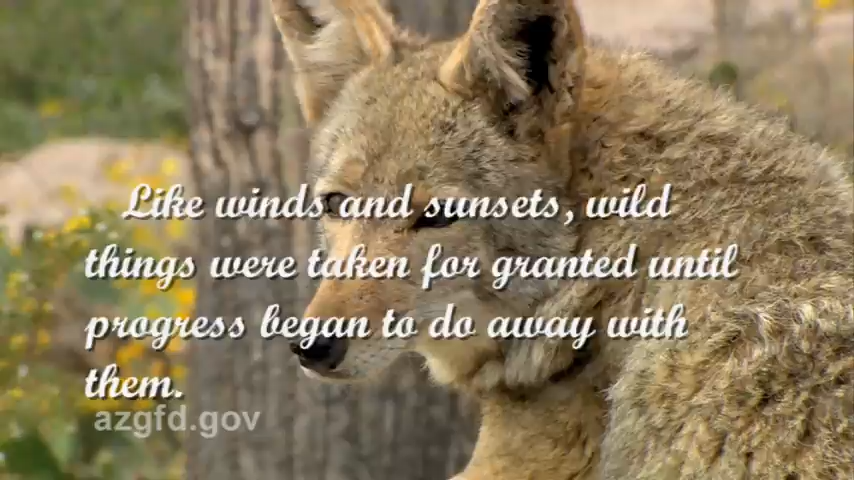 Like winds and sunsets, wild
things were taken for granted until
progress began to do away with
them.
azgfd.gov